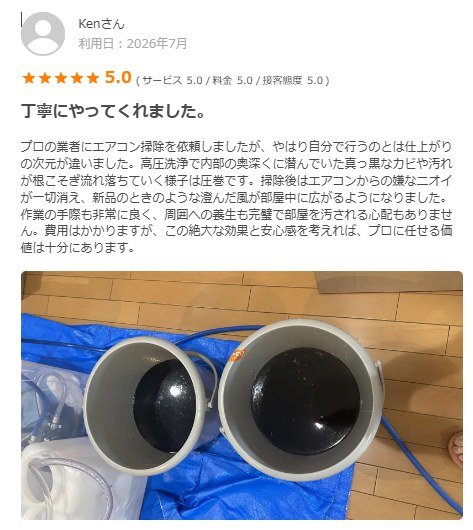 Kenさん
利用日：2026年7月
★★★★★ 5.0 ( サービス 5.0 / 料金 5.0 / 接客態度 5.0 )
丁寧にやってくれました。
プロの業者にエアコン掃除を依頼しましたが、やはり自分で行うのとは仕上がり
の次元が違いました。高圧洗浄で内部の奥深くに潜んでいた真っ黒なカビや汚れ
が根こそぎ流れ落ちていく様子は圧巻です。掃除後はエアコンからの嫌なニオイ
が一切消え、新品のときのような澄んだ風が部屋中に広がるようになりました。
作業の手際も非常に良く、周囲への養生も完璧で部屋を汚される心配もありませ
ん。費用はかかりますが、この絶大な効果と安心感を考えれば、プロに任せる価
値は十分にあります。